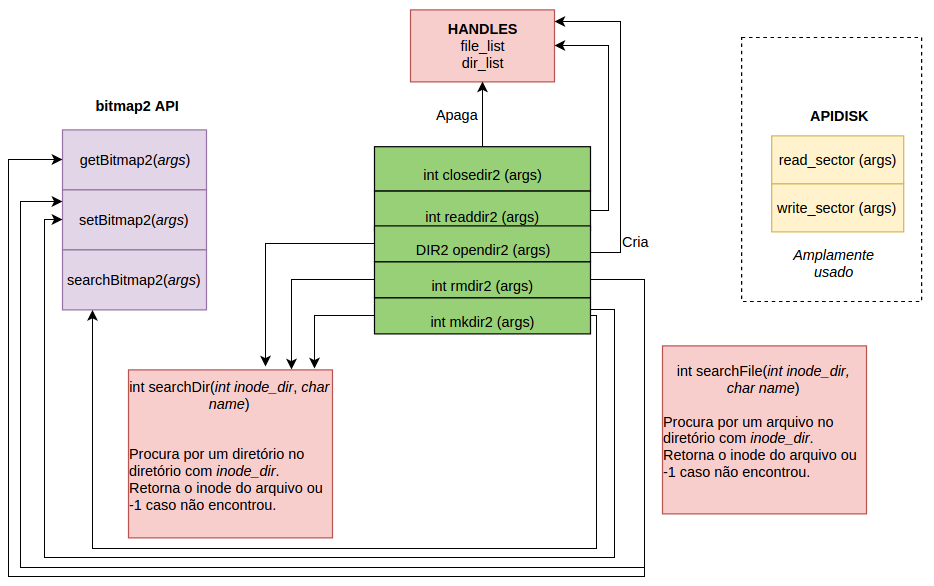 HANDLES
file_list
dir_list
Apaga
bitmap2 API
getBitmap2(args)
setBitmap2(args)
searchBitmap2(args)
int closedir2 (args)
int readdir2 (args)
DIR2 opendir2 (args)
int rmdir2 (args)
int mkdir2 (args)
Cria
APIDISK
read_sector (args)
write_sector (args)
Amplamente
usado
int searchDir(int inode_dir, char
name)
Procura por um diretório no
diretório com inode_dir.
Retorna o inode do arquivo ou
-1 caso não encontrou.
int searchFile(int inode_dir,
char name)
Procura por um arquivo no
diretório com inode_dir.
Retorna o inode do arquivo ou
-1 caso não encontrou.